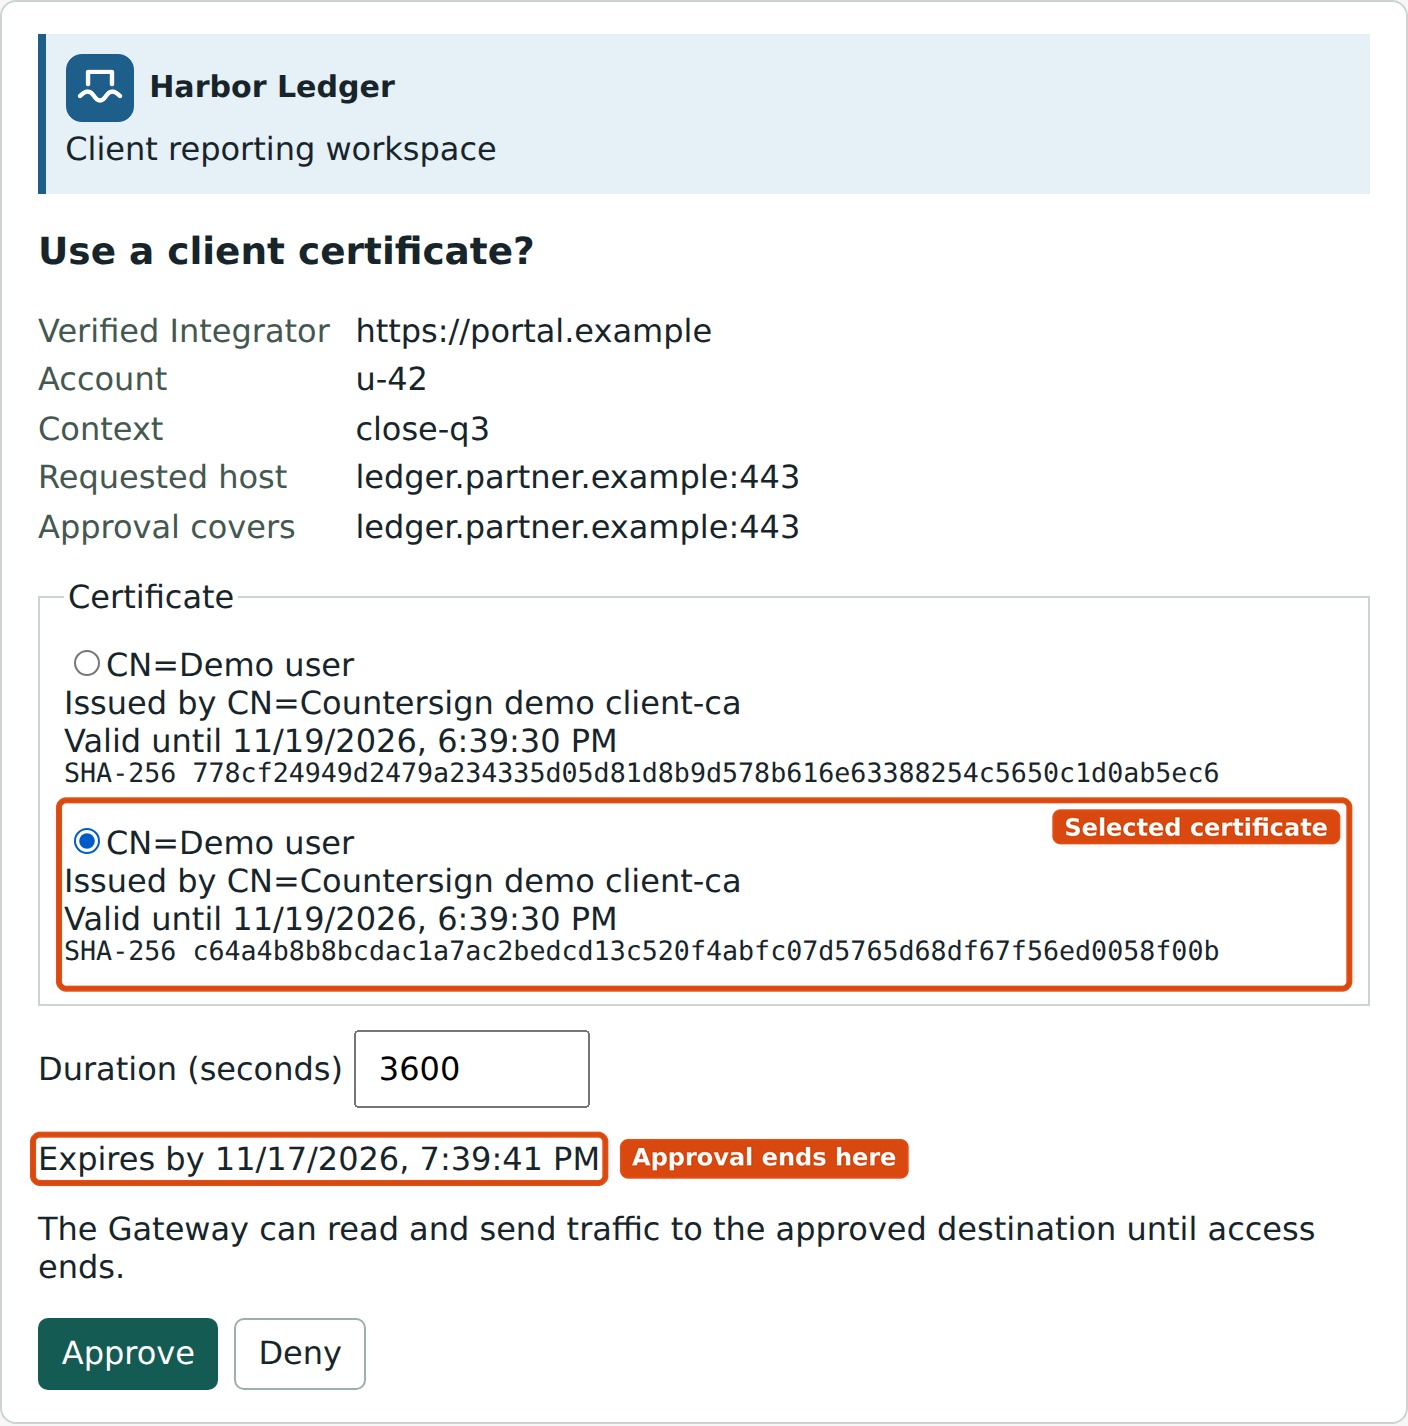 Harbor Ledger
Client reporting workspace
Use a client certificate?
Verified Integrator https://portal.example
Account u-42
Context close-q3
Requested host ledger.partner.example:443
Approval covers ledger.partner.example:443
Certificate
CN=Demo user
Issued by CN=Countersign demo client-ca
Valid until 11/19/2026, 6:39:30 PM
SHA-256 778cf24949d2479a234335d05d81d8b9d578b616e63388254c5650c1d0ab5ec6
CN=Demo user Selected certificate
Issued by CN=Countersign demo client-ca
Valid until 11/19/2026, 6:39:30 PM
SHA-256 c64a4b8b8bcdac1a7ac2bedcd13c520f4abfc07d5765d68df67f56ed0058f00b
Duration (seconds) 3600
Expires by 11/17/2026, 7:39:41 PM Approval ends here
The Gateway can read and send traffic to the approved destination until access
ends.
Approve Deny